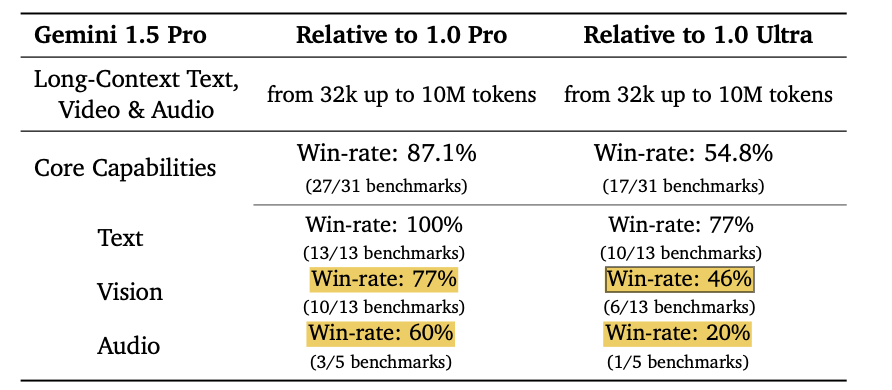 Gemini 1.5 Pro Relative to 1.0 Pro Relative to 1.0 Ultra
Long-Context Text,
Video & Audio from 32k up to 10M tokens from 32k up to 10M tokens
Core Capabilities Win-rate: 87.1% Win-rate: 54.8%
(27/31 benchmarks) (17/31 benchmarks)
Text Win-rate: 100% Win-rate: 77%
(13/13 benchmarks) (10/13 benchmarks)
Vision Win-rate: 77% Win-rate: 46%
(10/13 benchmarks) (6/13 benchmarks)
Audio Win-rate: 60% Win-rate: 20%
(3/5 benchmarks) (1/5 benchmarks)